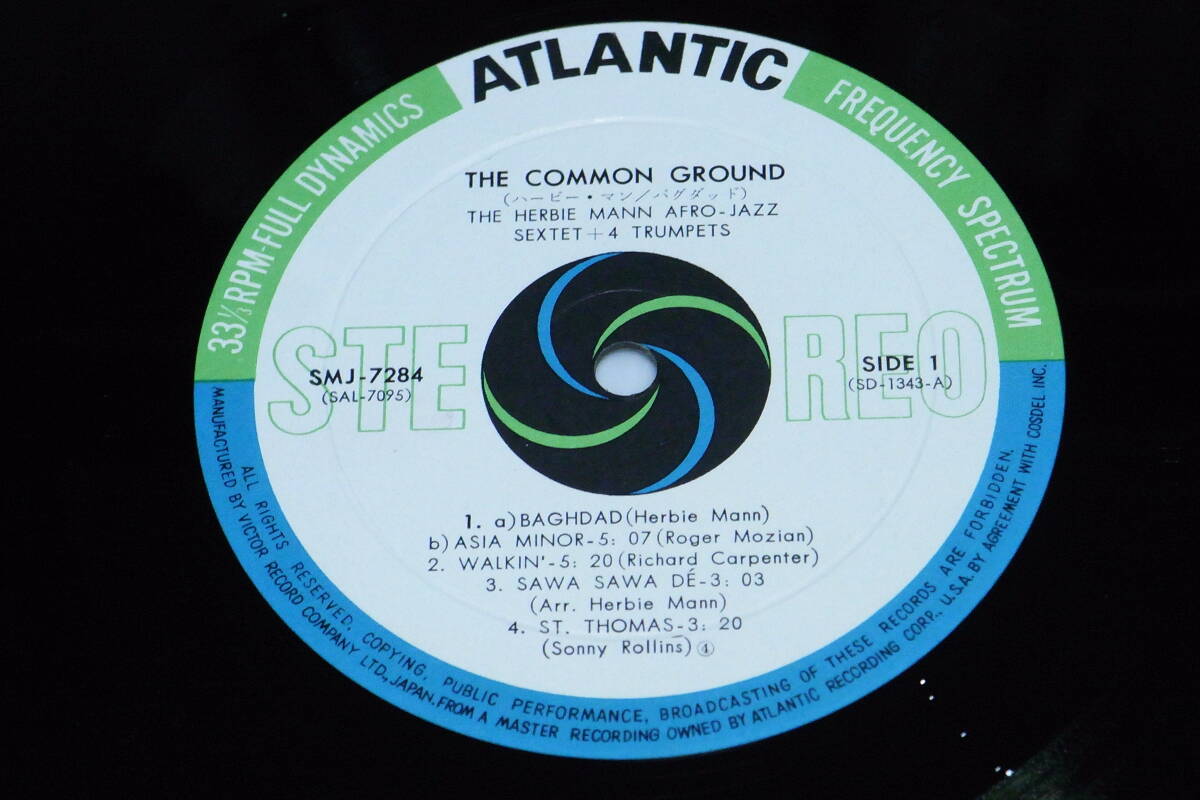 ATLANTIC
33⅓ RPM-FULL DYNAMICS
FREQUENCY SPECTRUM
THE COMMON GROUND
(ハービー・マン/バグダッド)
THE HERBIE MANN AFRO-JAZZ
SEXTET+4 TRUMPETS
STEREO
SMJ-7284
(SAL-7095)
SIDE 1
(SD-1343-A)
1. a)BAGHDAD(Herbie Mann)
b)ASIA MINOR-5: 07(Roger Mozian)
2. WALKIN'-5: 20(Richard Carpenter)
3. SAWA SAWA DÉ-3: 03
(Arr. Herbie Mann)
4. ST. THOMAS-3: 20
(Sonny Rollins)④
ALL RIGHTS RESERVED. COPYING, PUBLIC PERFORMANCE, BROADCASTING OF THESE RECORDS ARE FORBIDDEN.
MANUFACTURED BY VICTOR RECORD COMPANY LTD., JAPAN. FROM A MASTER RECORDING OWNED BY ATLANTIC RECORDING CORP., U.S.A. BY AGREEMENT WITH COSDEL INC.